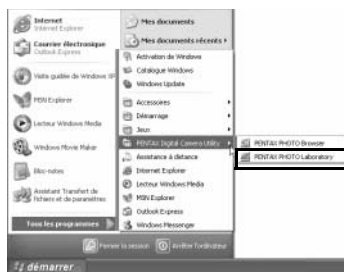 Internet
Internet Explorer
Courrier électronique
Outlook Express
Visite guidée de Windows XP
MSN Explorer
Lecteur Windows Media
Windows Movie Maker
Bloc-notes
Assistant Transfert de
fichiers et de paramètres
Tous les programmes
Mes documents
Mes documents récents
Activation de Windows
Catalogue Windows
Windows Update
Accessoires
Démarrage
Jeux
PENTAX Digital Camera Utility
Assistance à distance
Internet Explorer
Lecteur Windows Media
MSN Explorer
Outlook Express
Windows Messenger
PENTAX PHOTO Browser
PENTAX PHOTO Laboratory
Fermer la session
Arrêter l'ordinateur
démarrer